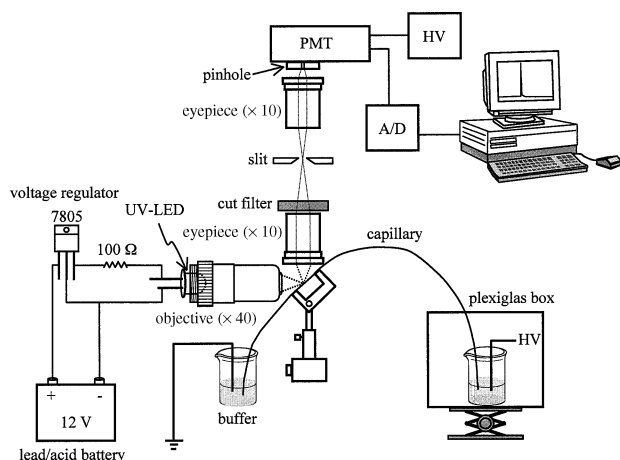 PMT
HV
pinhole
eyepiece (× 10)
A/D
slit
voltage regulator
7805
UV-LED
cut filter
eyepiece (× 10)
capillary
100 Ω
objective (× 40)
plexiglas box
HV
buffer
+ -
12 V
lead/acid battery